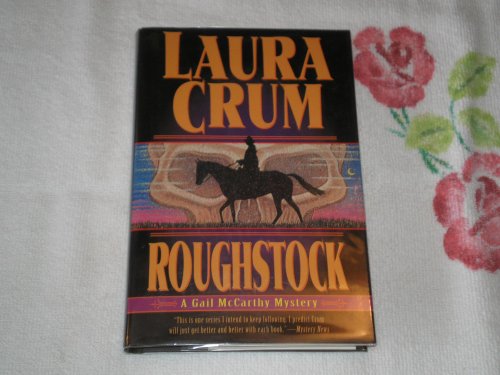 LAURA
CRUM
ROUGHSTOCK
A Gail McCarthy Mystery
"This is one series I intend to keep following. I predict Crum
will just get better and better with each book."—Mystery News